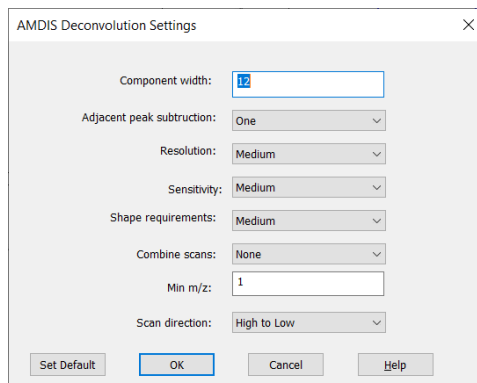 AMDIS Deconvolution Settings
Component width: 12
Adjacent peak subtruction: One
Resolution: Medium
Sensitivity: Medium
Shape requirements: Medium
Combine scans: None
Min m/z: 1
Scan direction: High to Low
Set Default OK Cancel Help